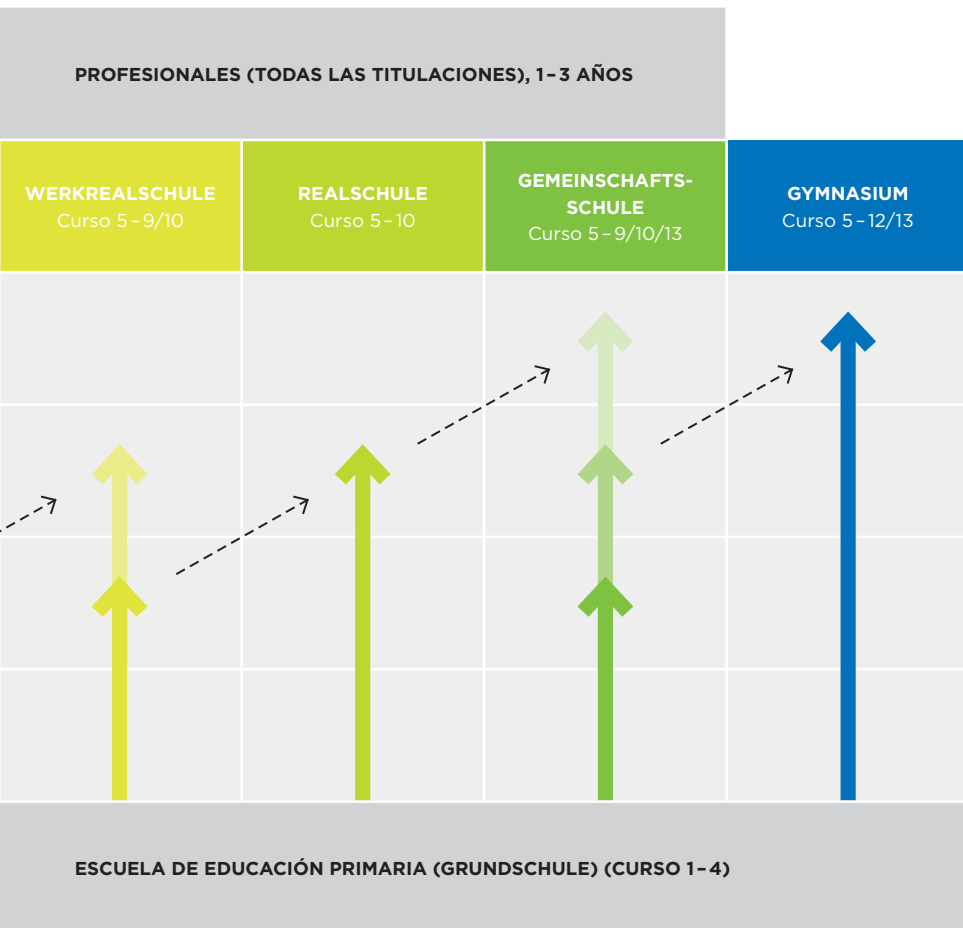 PROFESIONALES (TODAS LAS TITULACIONES), 1–3 AÑOS
WERKREALSCHULE
Curso 5–9/10
REALSCHULE
Curso 5–10
GEMEINSCHAFTS-
SCHULE
Curso 5–9/10/13
GYMNASIUM
Curso 5–12/13
ESCUELA DE EDUCACIÓN PRIMARIA (GRUNDSCHULE) (CURSO 1–4)